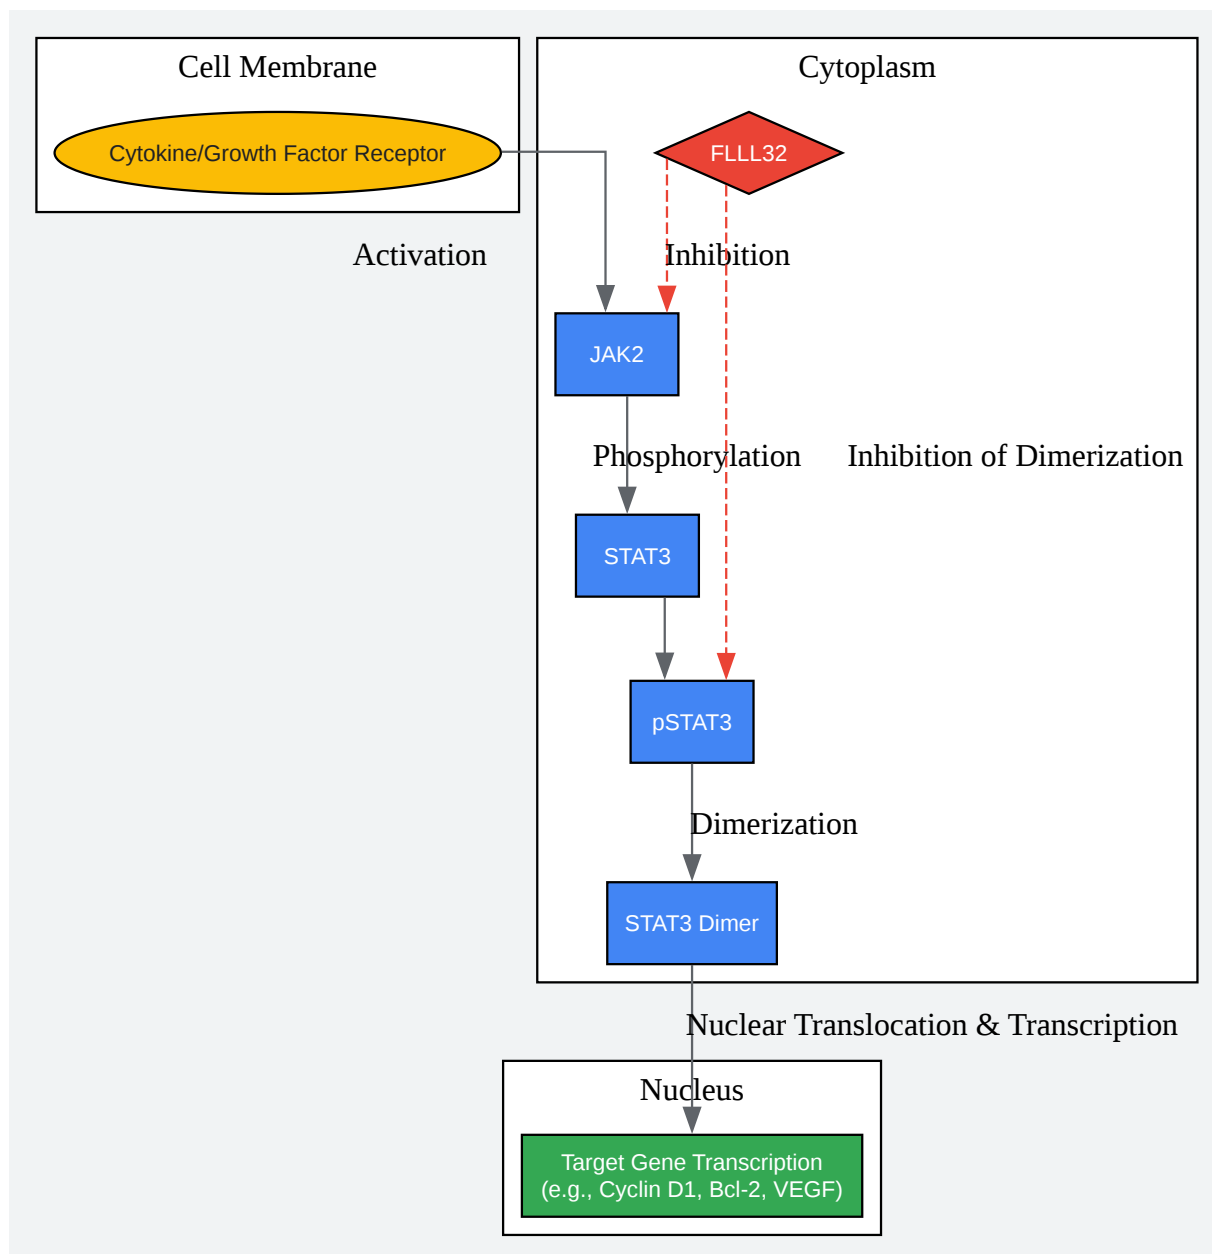 Cell Membrane
Cytoplasm
Cytokine/Growth Factor Receptor
FLLL32
Activation
Inhibition
JAK2
Phosphorylation
Inhibition of Dimerization
STAT3
pSTAT3
Dimerization
STAT3 Dimer
Nuclear Translocation & Transcription
Nucleus
Target Gene Transcription
(e.g., Cyclin D1, Bcl-2, VEGF)